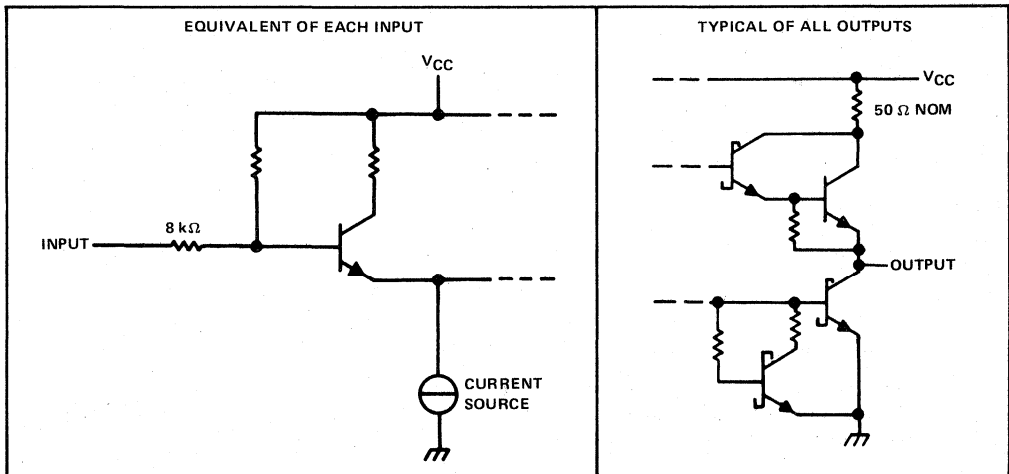 EQUIVALENT OF EACH INPUT
VCC
8 kΩ
INPUT
CURRENT
SOURCE
TYPICAL OF ALL OUTPUTS
VCC
50 Ω NOM
OUTPUT